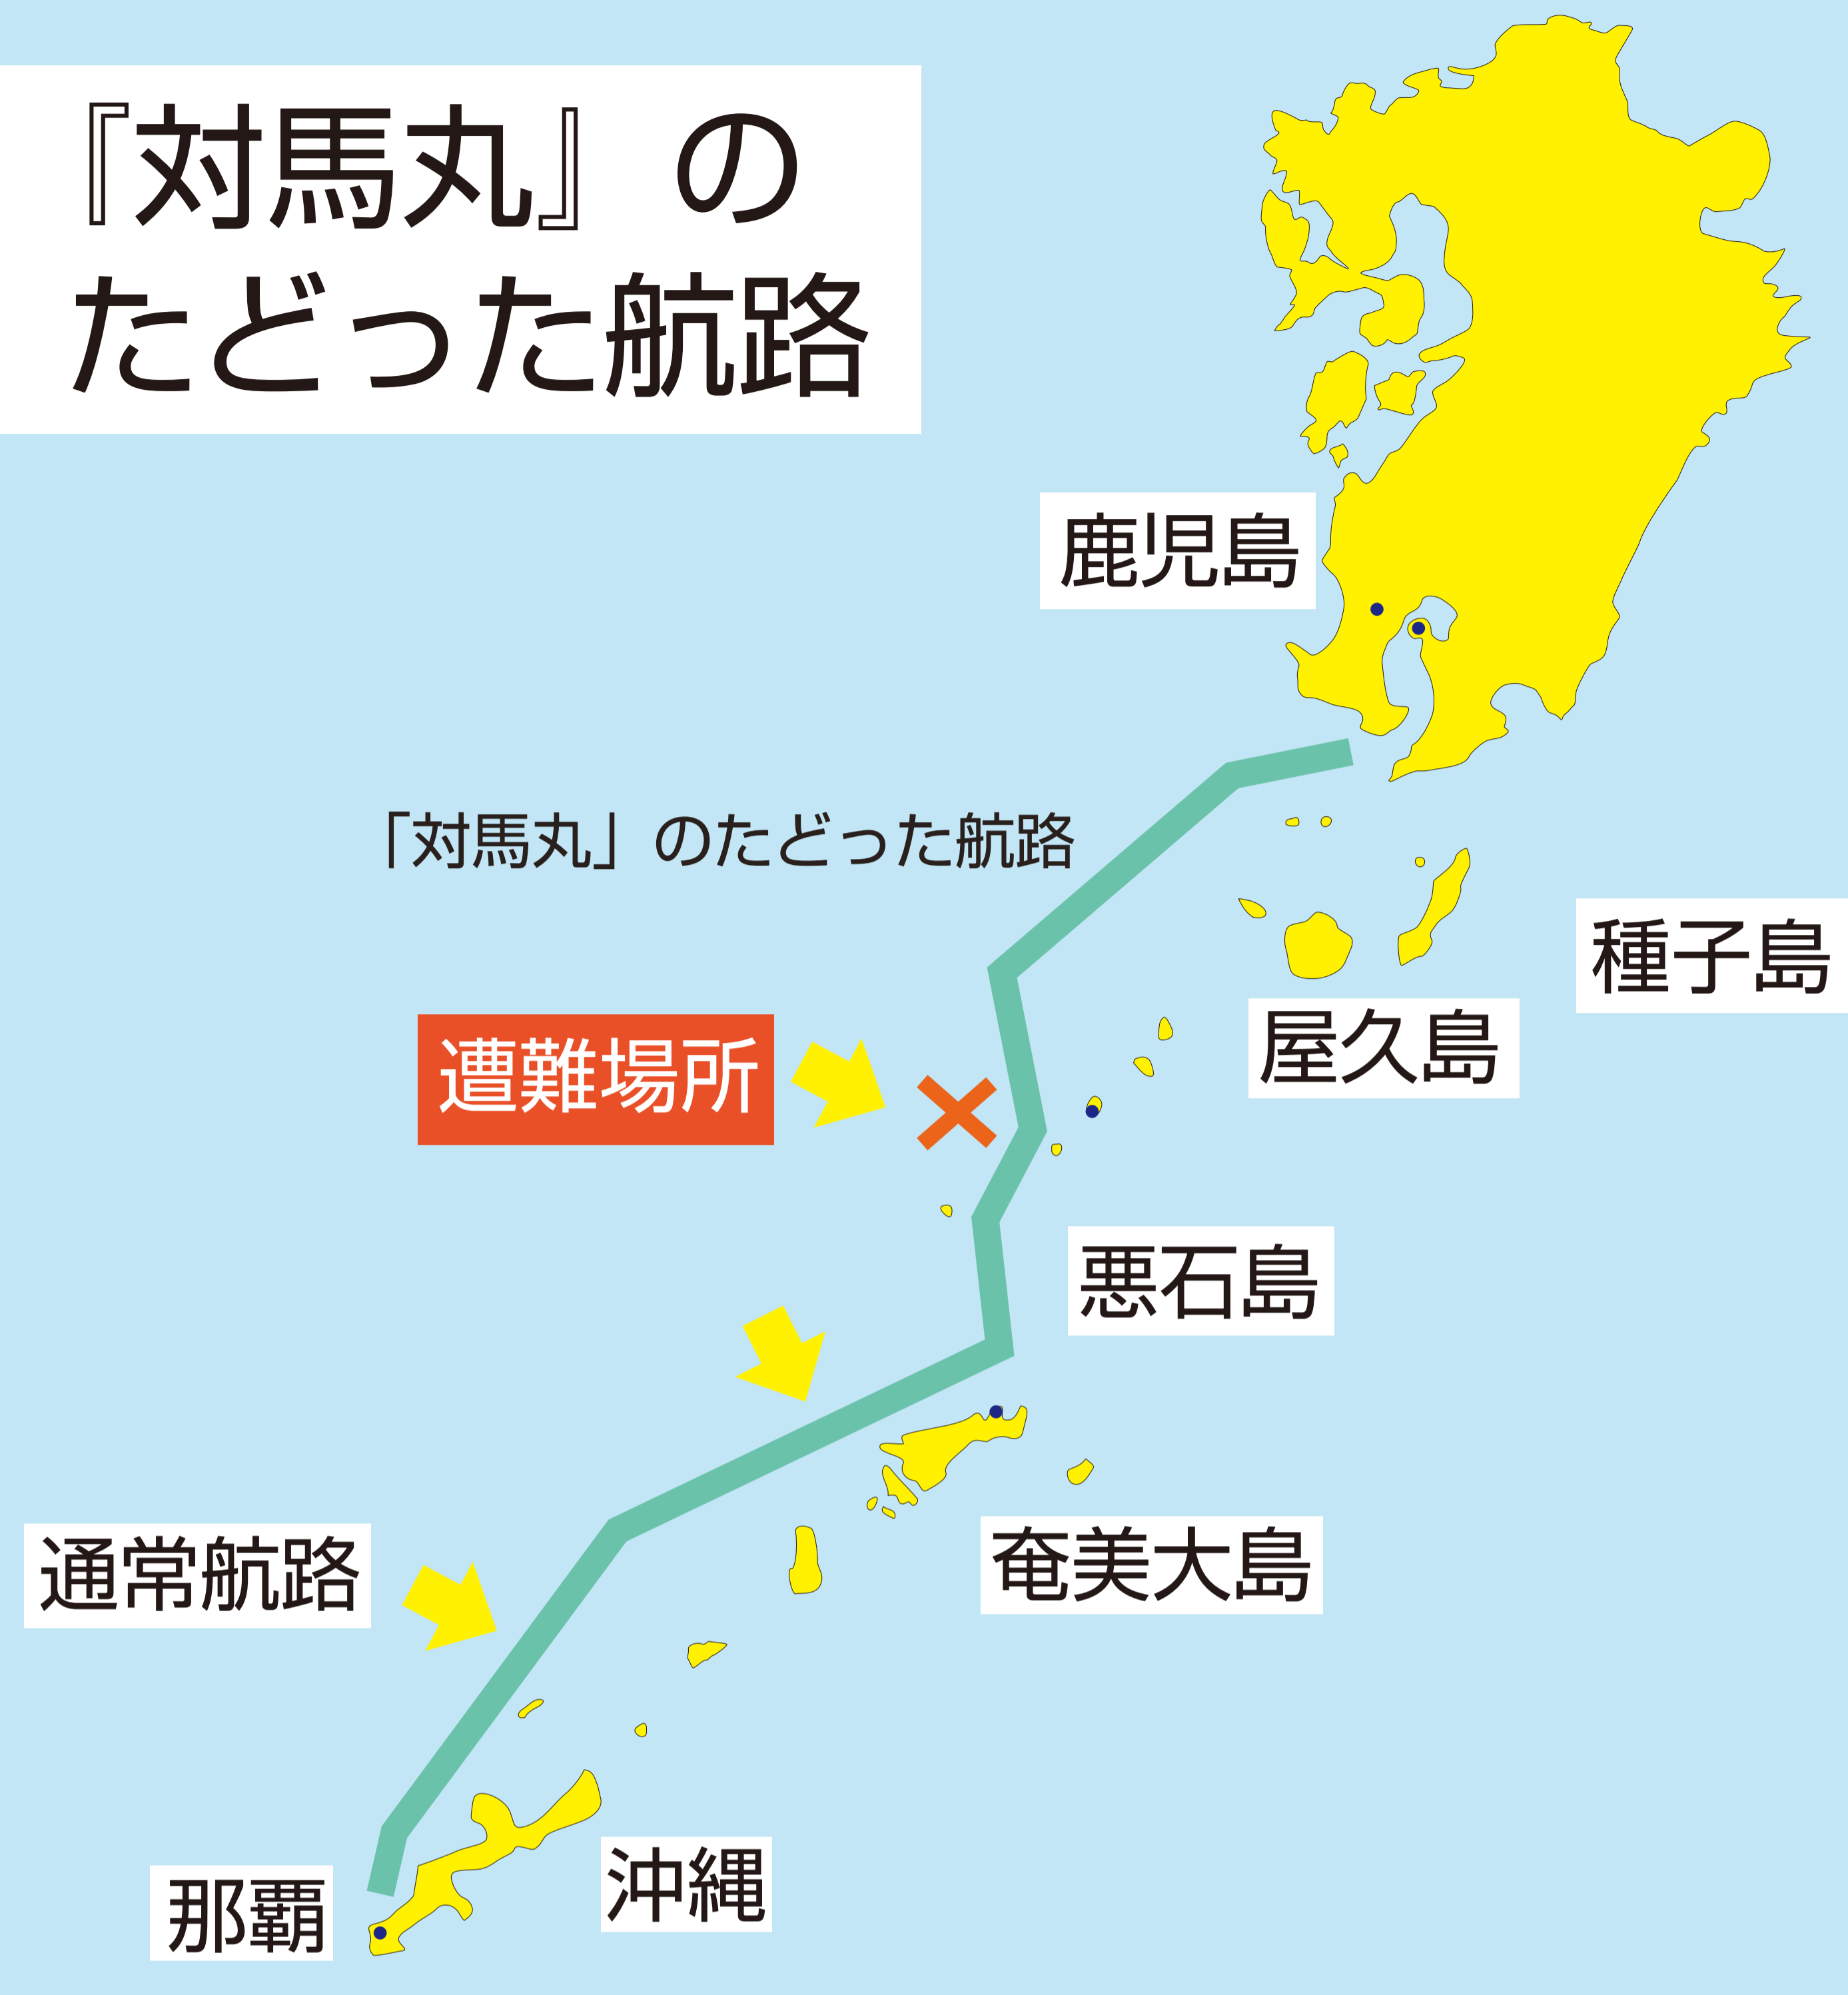 『対馬丸』の
たどった航路
鹿児島
「対馬丸」のたどった航路
種子島
屋久島
遭難場所
悪石島
奄美大島
通常航路
沖縄
那覇